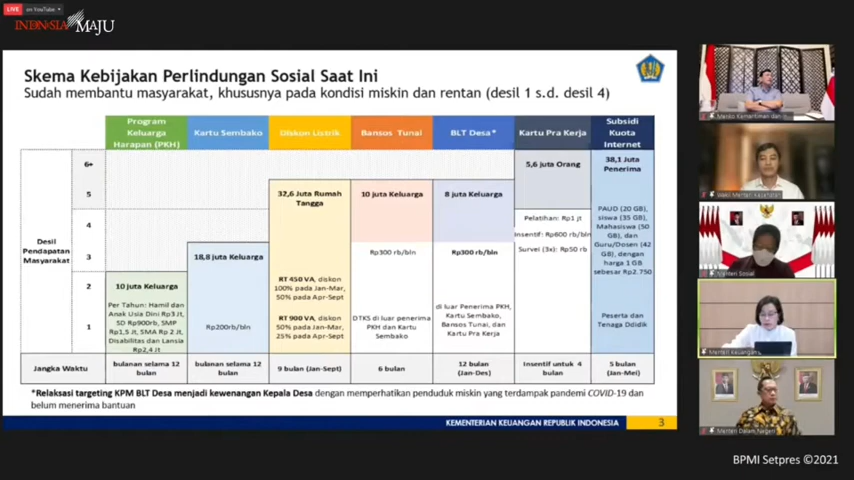 LIVE on YouTube
INDONESIA MAJU
Skema Kebijakan Perlindungan Sosial Saat Ini
Sudah membantu masyarakat, khususnya pada kondisi miskin dan rentan (desil 1 s.d. desil 4)
Program
Keluarga
Harapan (PKH)
Kartu Sembako
Diskon Listrik
Bansos Tunai
BLT Desa*
Kartu Pra Kerja
Subsidi
Kuota
Internet
Desil
Pendapatan
Masyarakat
6+
5
4
3
2
1
10 juta Keluarga
Per Tahun: Hamil dan
Anak Usia Dini Rp3 Jt,
SD Rp900rb, SMP
Rp1,5 Jt, SMA Rp 2 Jt,
Disabilitas dan Lansia
Rp2,4 Jt
18,8 juta Keluarga
Rp200rb/bln
32,6 Juta Rumah
Tangga
RT 450 VA, diskon
100% pada Jan-Mar,
50% pada Apr-Sept
RT 900 VA, diskon
50% pada Jan-Mar,
25% pada Apr-Sept
10 juta Keluarga
Rp300 rb/bln
DTKS di luar penerima
PKH dan Kartu
Sembako
8 juta Keluarga
Rp300 rb/bln
di luar Penerima PKH,
Kartu Sembako,
Bansos Tunai, dan
Kartu Pra Kerja
5,6 juta Orang
Pelatihan: Rp1 jt
Insentif: Rp600 rb/bln
Survei (3x): Rp50 rb
38,1 Juta
Penerima
PAUD (20 GB),
siswa (35 GB),
Mahasiswa (50
GB), dan
Guru/Dosen (42
GB), dengan
harga 1 GB
sebesar Rp2.750
Peserta dan
Tenaga Ddidik
Jangka Waktu
bulanan selama 12
bulan
bulanan selama 12
bulan
9 bulan (Jan-Sept)
6 bulan
12 bulan
(Jan-Des)
Insentif untuk 4
bulan
5 bulan
(Jan-Mei)
*Relaksasi targeting KPM BLT Desa menjadi kewenangan Kepala Desa dengan memperhatikan penduduk miskin yang terdampak pandemi COVID-19 dan
belum menerima bantuan
KEMENTERIAN KEUANGAN REPUBLIK INDONESIA
3
Wakil Menteri Kesehatan
Menteri Sosial
Menteri Keuangan
Menteri Dalam Negeri
BPMI Setpres ©2021